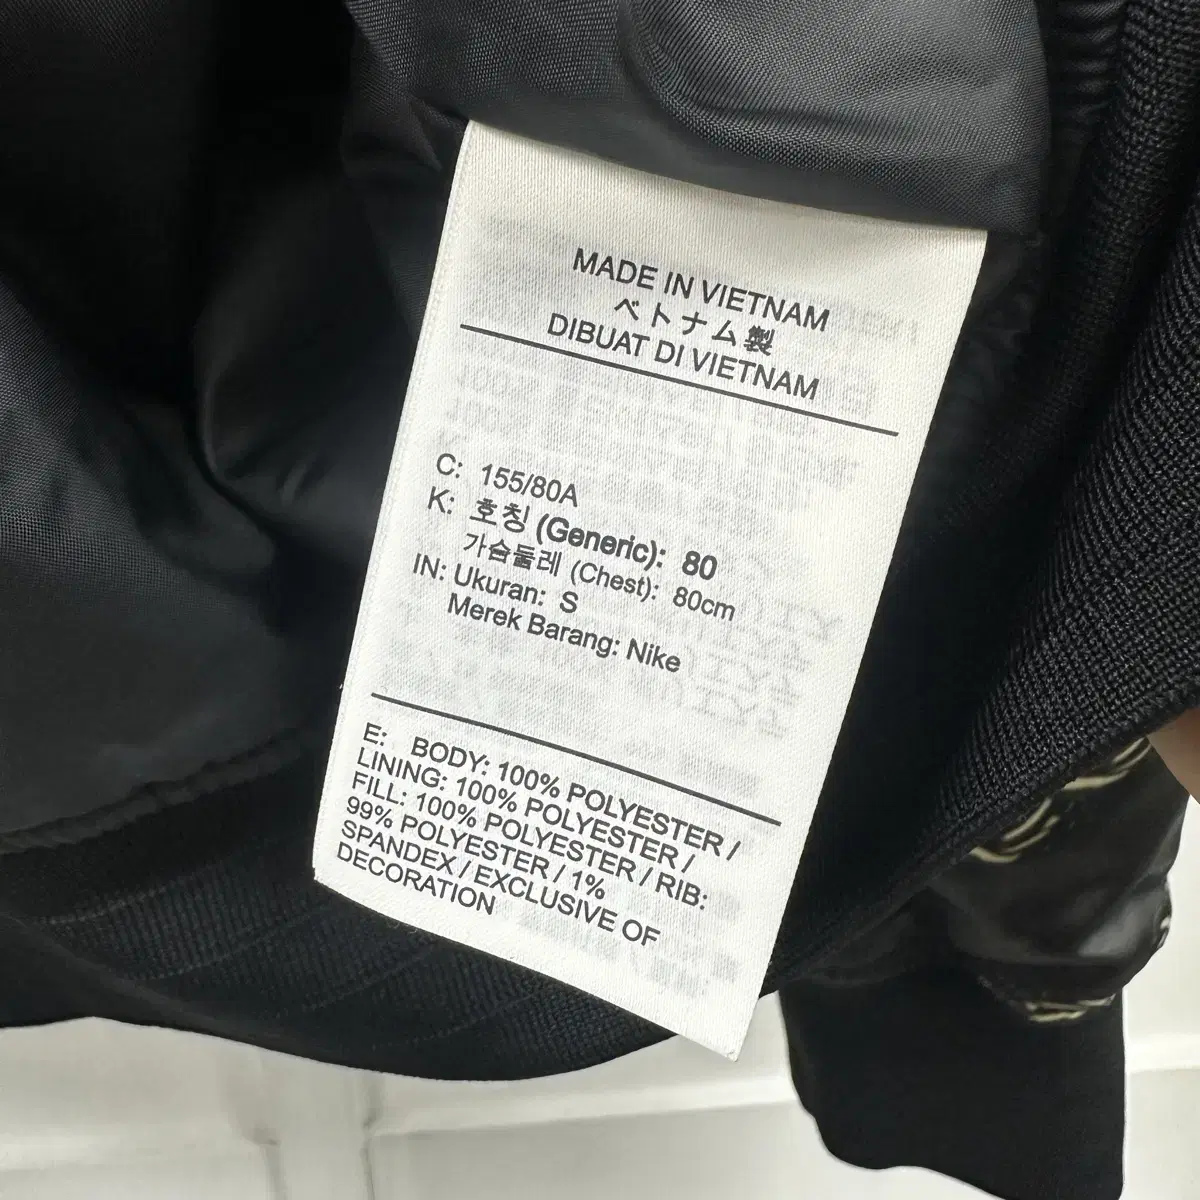 MADE IN VIETNAM
ベトナム製
DIBUAT DI VIETNAM
C: 155/80A
K: 호칭 (Generic): 80
가슴둘레 (Chest): 80cm
IN: Ukuran: S
Merek Barang: Nike
E: BODY: 100% POLYESTER /
LINING: 100% POLYESTER /
FILL: 100% POLYESTER / RIB:
99% POLYESTER / 1%
SPANDEX / EXCLUSIVE OF
DECORATION